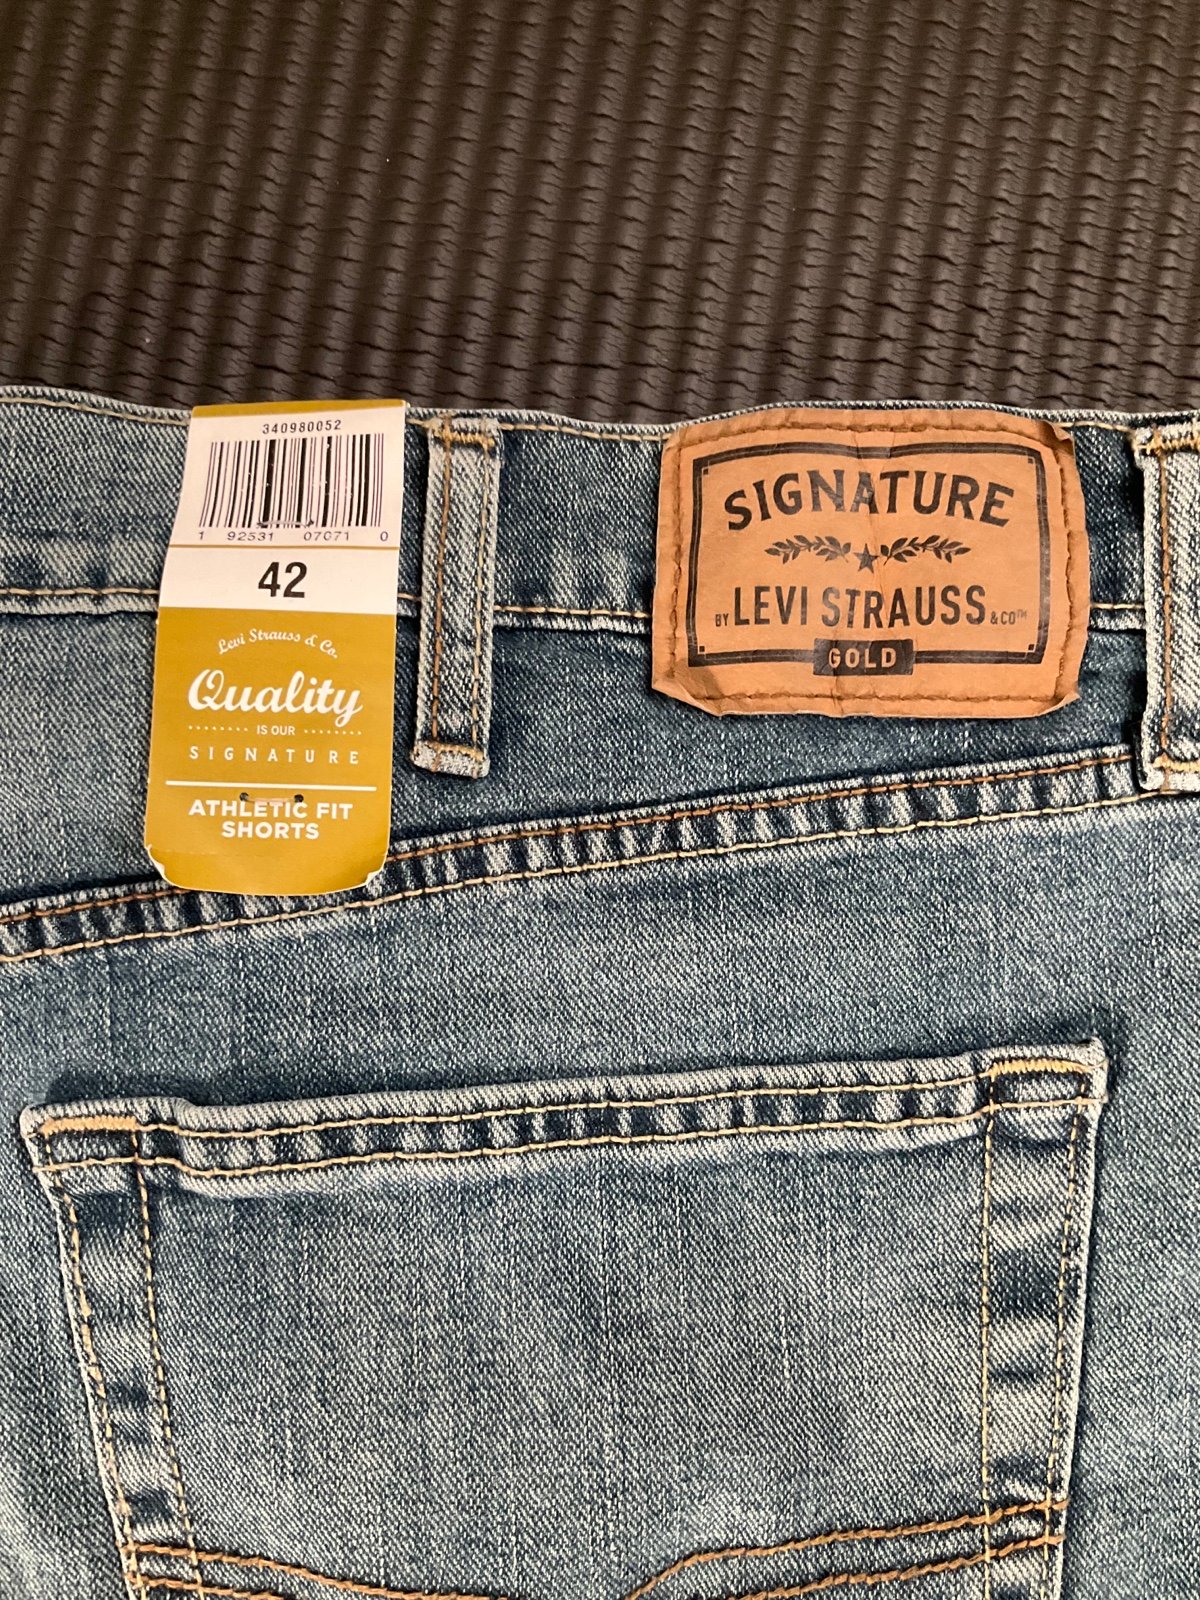 340980052
1 92531 07071 0
42
Levi Strauss & Co.
Quality
IS OUR
SIGNATURE
ATHLETIC FIT
SHORTS
SIGNATURE
BY LEVI STRAUSS & CO™
GOLD